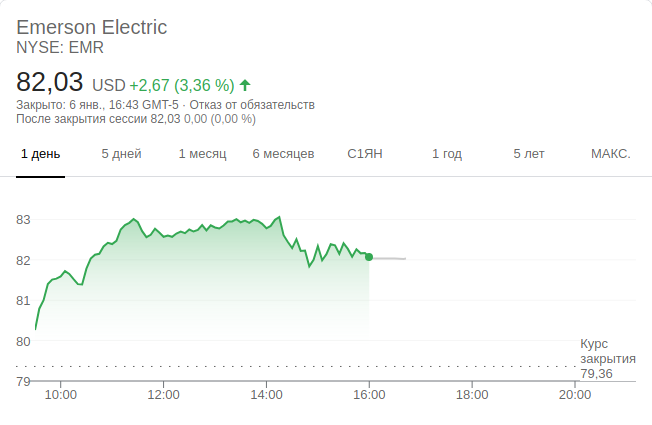 Emerson Electric
NYSE: EMR
82,03 USD +2,67 (3,36 %)
Закрыто: 6 янв., 16:43 GMT-5 · Отказ от обязательств
После закрытия сессии 82,03 0,00 (0,00 %)
1 день 5 дней 1 месяц 6 месяцев С1ЯН 1 год 5 лет МАКС.
83
82
81
80
Курс
закрытия
79,36
79
10:00 12:00 14:00 16:00 18:00 20:00